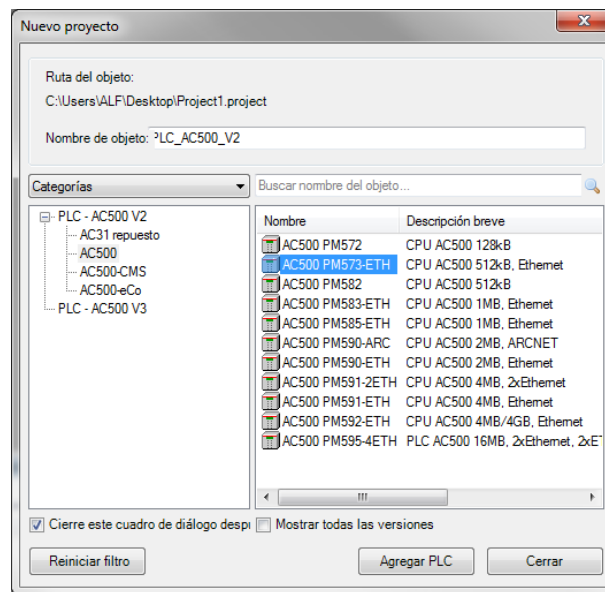 Nuevo proyecto
Ruta del objeto:
C:\Users\ALF\Desktop\Project1.project
Nombre de objeto: PLC_AC500_V2
Categorías
Buscar nombre del objeto...
PLC - AC500 V2
AC31 repuesto
AC500
AC500-CMS
AC500-eCo
PLC - AC500 V3
Nombre Descripción breve
AC500 PM572 CPU AC500 128kB
AC500 PM573-ETH CPU AC500 512kB, Ethernet
AC500 PM582 CPU AC500 512kB
AC500 PM583-ETH CPU AC500 1MB, Ethernet
AC500 PM585-ETH CPU AC500 1MB, Ethernet
AC500 PM590-ARC CPU AC500 2MB, ARCNET
AC500 PM590-ETH CPU AC500 2MB, Ethernet
AC500 PM591-2ETH CPU AC500 4MB, 2xEthernet
AC500 PM591-ETH CPU AC500 4MB, Ethernet
AC500 PM592-ETH CPU AC500 4MB/4GB, Ethernet
AC500 PM595-4ETH PLC AC500 16MB, 2xEthernet, 2xE
Cierre este cuadro de diálogo despu
Mostrar todas las versiones
Reiniciar filtro
Agregar PLC
Cerrar